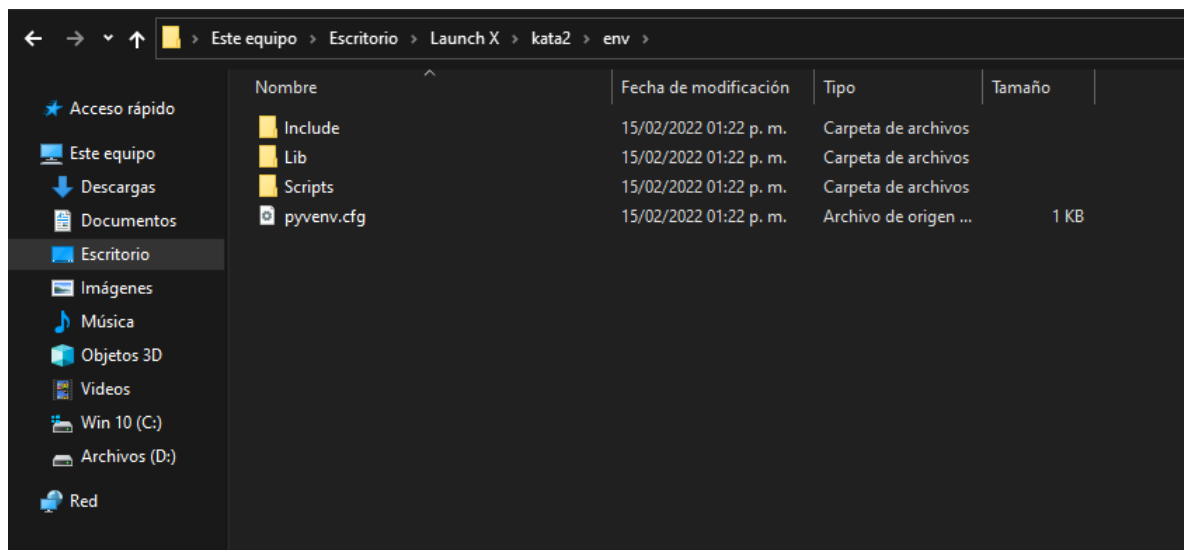 Este equipo > Escritorio > Launch X > kata2 > env >
Acceso rápido
Este equipo
Descargas
Documentos
Escritorio
Imágenes
Música
Objetos 3D
Videos
Win 10 (C:)
Archivos (D:)
Red
Nombre Fecha de modificación Tipo Tamaño
Include 15/02/2022 01:22 p. m. Carpeta de archivos
Lib 15/02/2022 01:22 p. m. Carpeta de archivos
Scripts 15/02/2022 01:22 p. m. Carpeta de archivos
pyvenv.cfg 15/02/2022 01:22 p. m. Archivo de origen ... 1 KB